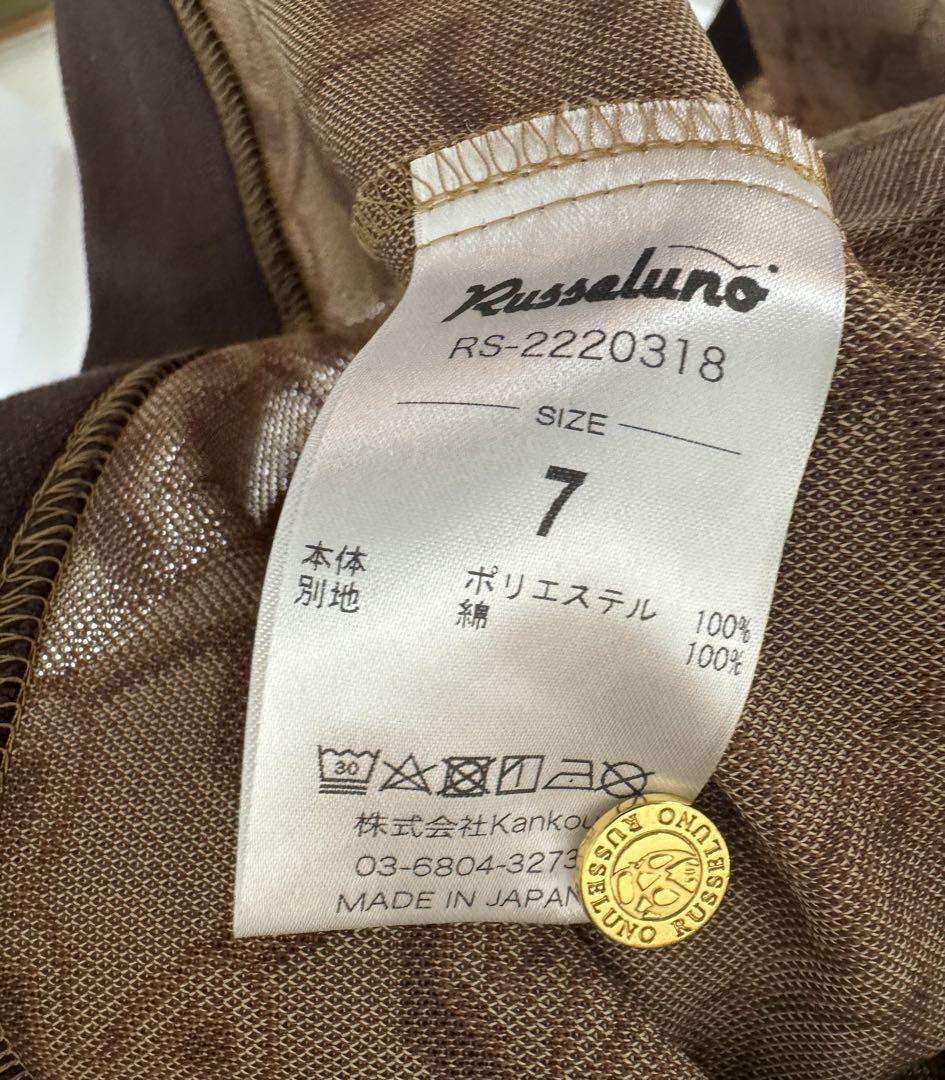 Russeluno
RS-2220318
SIZE
7
本体 ポリエステル 100%
別地 綿 100%
30
株式会社Kankou
03-6804-3273
MADE IN JAPAN
RUSSELUNO RUSSELUNO